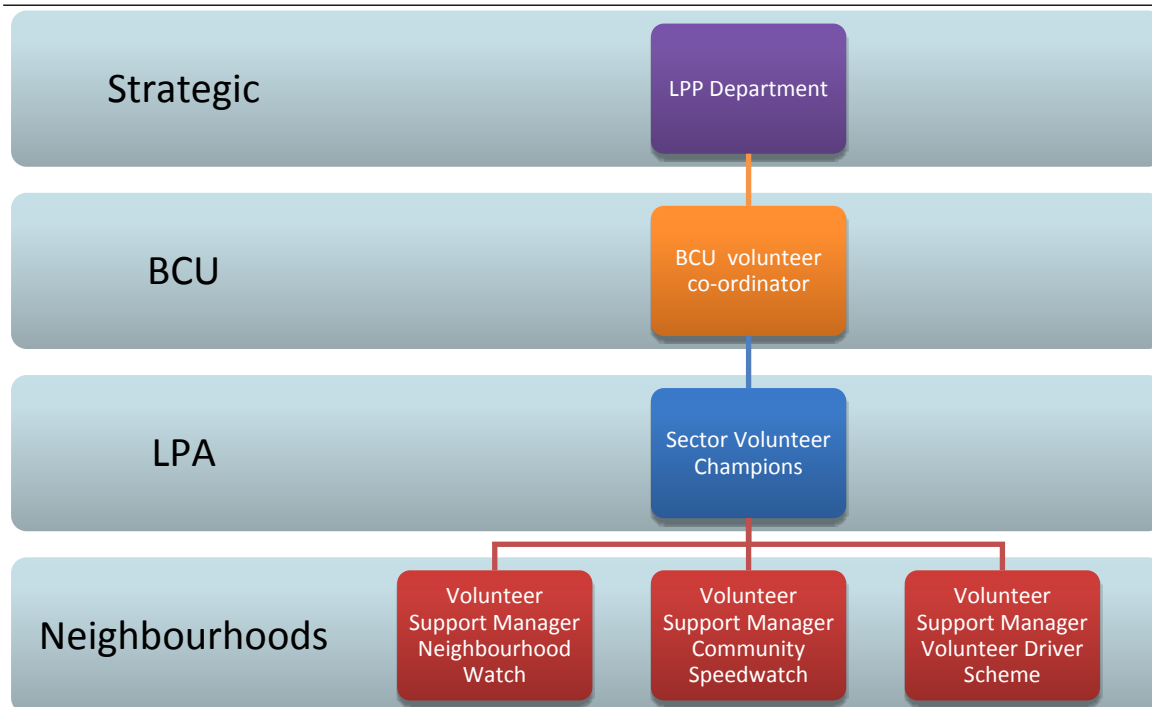 Strategic
LPP Department
BCU
BCU volunteer
co-ordinator
LPA
Sector Volunteer
Champions
Neighbourhoods
Volunteer
Support Manager
Neighbourhood
Watch
Volunteer
Support Manager
Community
Speedwatch
Volunteer
Support Manager
Volunteer Driver
Scheme